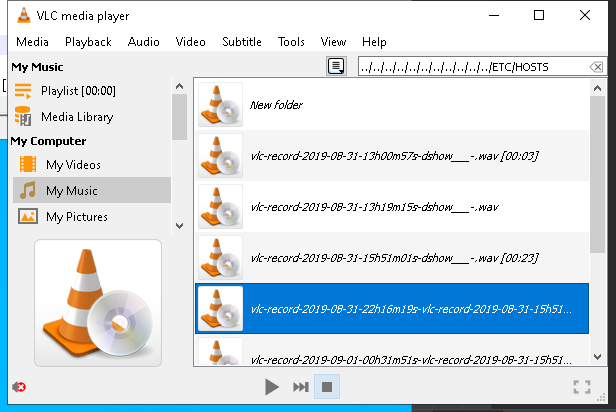 VLC media player
Media Playback Audio Video Subtitle Tools View Help
My Music
../../../../../../../../../../../ETC/HOSTS
Playlist [00:00]
Media Library
My Computer
My Videos
My Music
My Pictures
New folder
vlc-record-2019-08-31-13h00m57s-dshow___-.wav [00:03]
vlc-record-2019-08-31-13h19m15s-dshow___-.wav
vlc-record-2019-08-31-15h51m01s-dshow___-.wav [00:23]
vlc-record-2019-08-31-22h16m19s-vlc-record-2019-08-31-15h51...
vlc-record-2019-09-01-00h31m51s-vlc-record-2019-08-31-15h51...